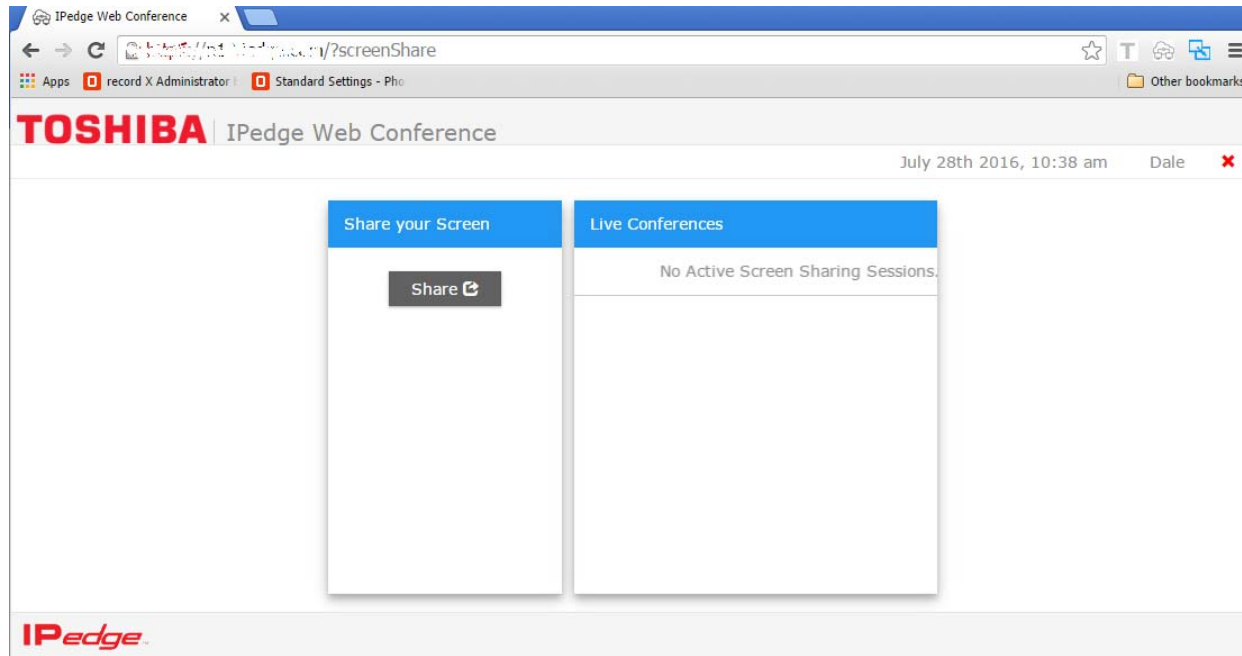 IPedge Web Conference
/?screenShare
T
Apps record X Administrator Standard Settings - Pho Other bookmarks
TOSHIBA IPedge Web Conference
July 28th 2016, 10:38 am Dale
Share your Screen Live Conferences
No Active Screen Sharing Sessions.
Share
IPedge